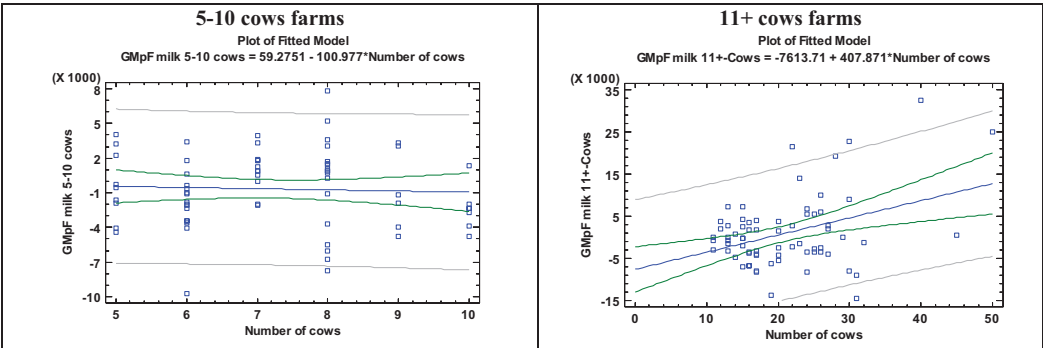 5-10 cows farms
Plot of Fitted Model
GMpF milk 5-10 cows = 59.2751 - 100.977*Number of cows
(X 1000)
8
5
2
-1
-4
-7
-10
GMpF milk 5-10 cows
5 6 7 8 9 10
Number of cows
11+ cows farms
Plot of Fitted Model
GMpF milk 11+-Cows = -7613.71 + 407.871*Number of cows
(X 1000)
35
25
15
5
-5
-15
GMpF milk 11+-Cows
0 10 20 30 40 50
Number of cows